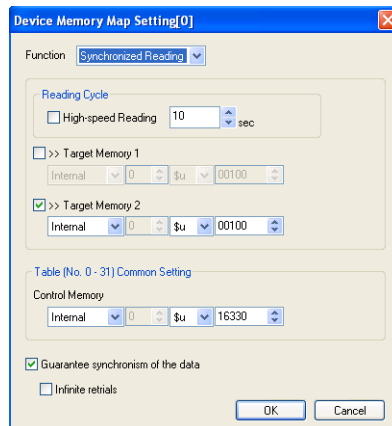 Device Memory Map Setting[0]
Function Synchronized Reading
Reading Cycle
High-speed Reading 10 sec
>> Target Memory 1
Internal 0 $u 00100
>> Target Memory 2
Internal 0 $u 00100
Table (No. 0 - 31) Common Setting
Control Memory
Internal 0 $u 16330
Guarantee synchronism of the data
Infinite retrials
OK Cancel